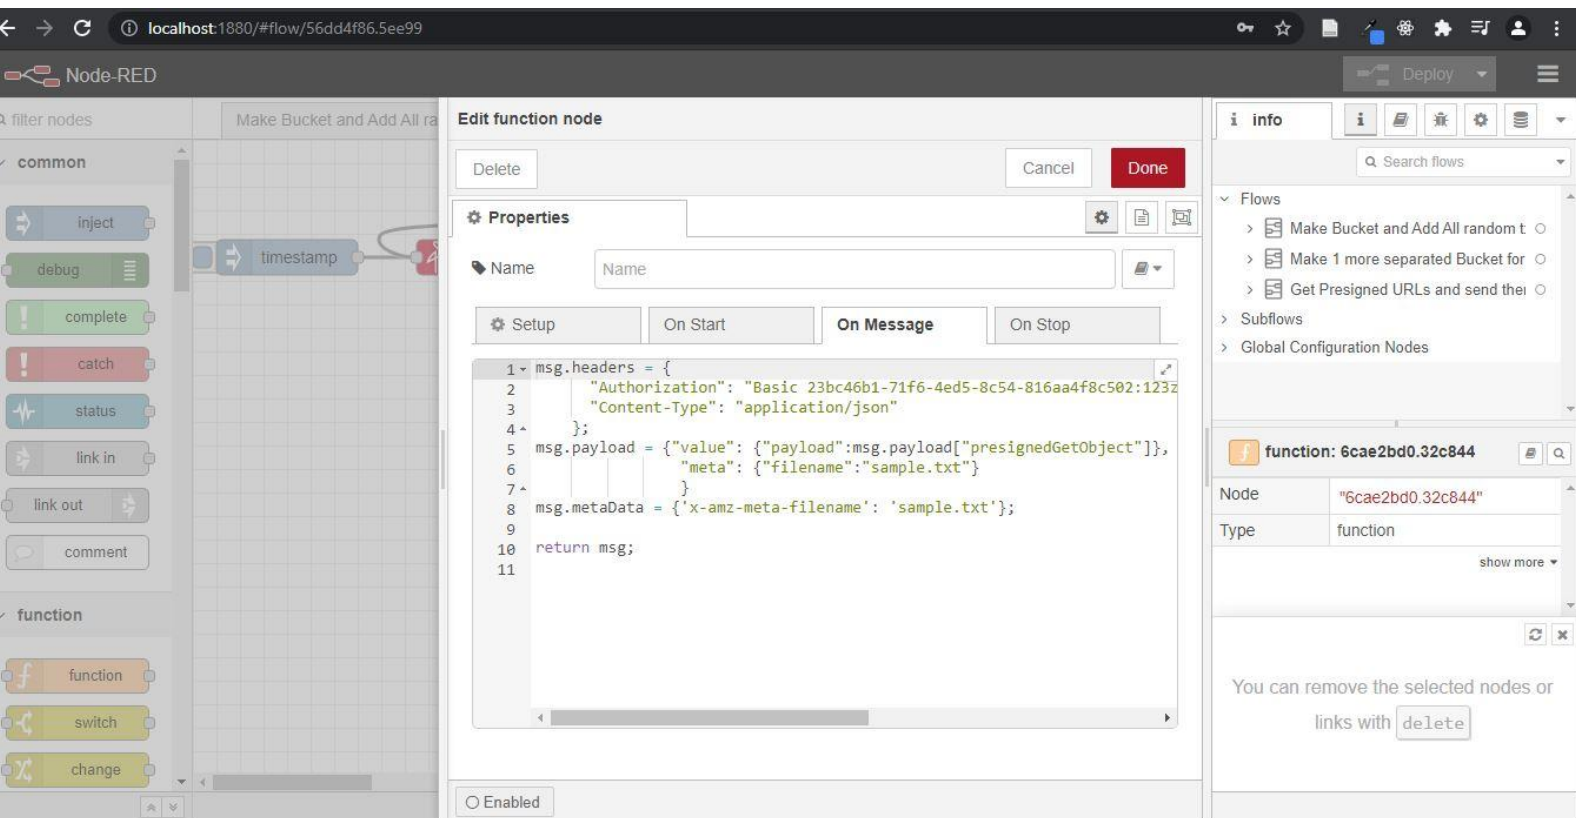 localhost:1880/#flow/56dd4f86.5ee99
Node-RED
Deploy
filter nodes
Make Bucket and Add All ra
Edit function node
i info
common
Delete
Cancel
Done
Search flows
inject
Properties
Flows
Make Bucket and Add All random t
debug
timestamp
Name
Name
Make 1 more separated Bucket for
Get Presigned URLs and send the
complete
Setup
On Start
On Message
On Stop
Subflows
Global Configuration Nodes
catch
1 msg.headers = {
2 "Authorization": "Basic 23bc46b1-71f6-4ed5-8c54-816aa4f8c502:123z
3 "Content-Type": "application/json"
4 };
5 msg.payload = {"value": {"payload":msg.payload["presignedGetObject"]},
6 "meta": {"filename":"sample.txt"}
7 }
8 msg.metaData = {'x-amz-meta-filename': 'sample.txt'};
9
10 return msg;
11
status
link in
link out
comment
function: 6cae2bd0.32c844
Node "6cae2bd0.32c844"
Type function
show more
function
function
switch
change
You can remove the selected nodes or
links with delete
Enabled